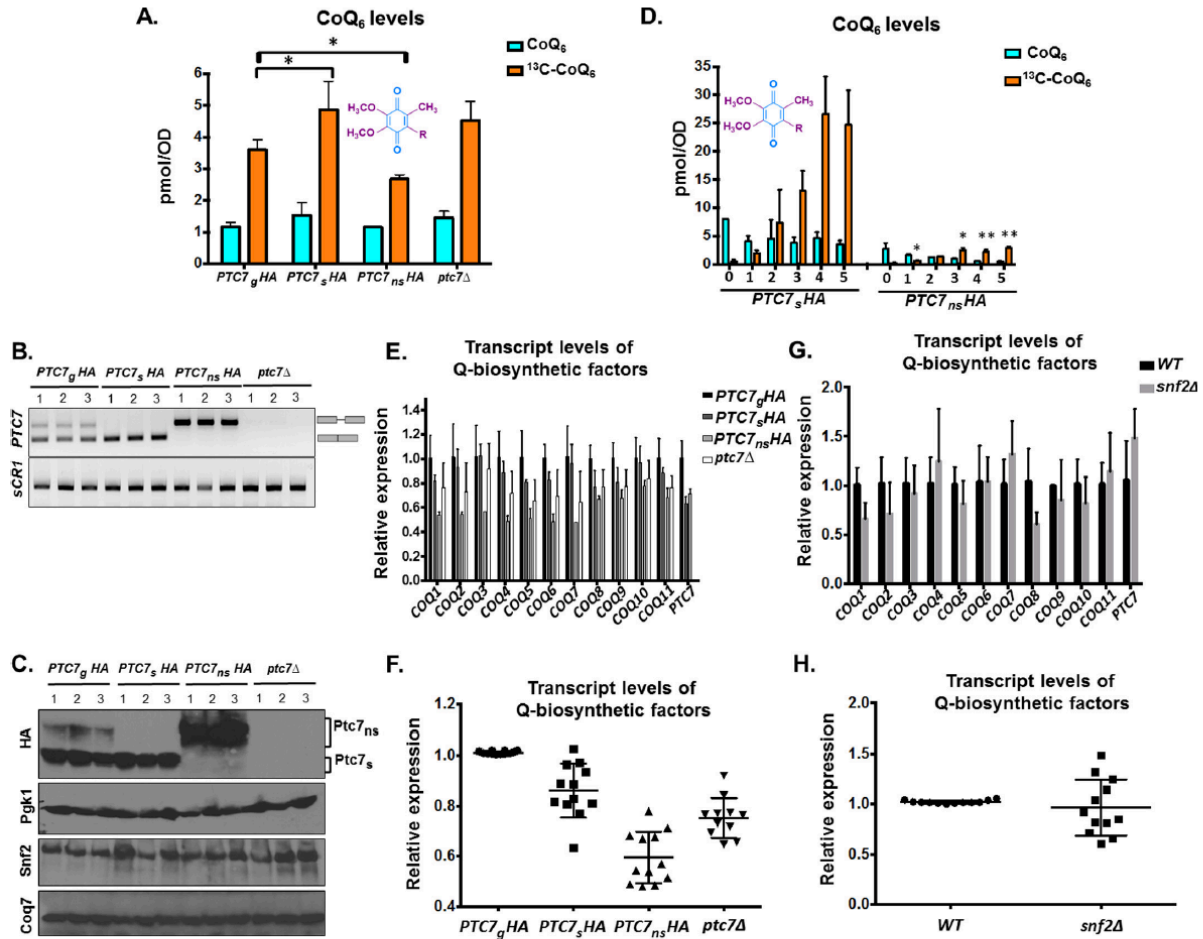 A.
CoQ6 levels
CoQ6
13C-CoQ6
*
*
pmol/OD
6
5
4
3
2
1
0
O
H3CO
CH3
H3CO
R
O
PTC7gHA
PTC7sHA
PTC7nsHA
ptc7Δ
D.
CoQ6 levels
CoQ6
13C-CoQ6
pmol/OD
35
30
25
20
15
10
5
0
O
H3CO
CH3
H3CO
R
O
* * ** **
0 1 2 3 4 5 0 1 2 3 4 5
PTC7sHA PTC7nsHA
B.
PTC7g HA PTC7s HA PTC7ns HA ptc7Δ
1 2 3 1 2 3 1 2 3 1 2 3
PTC7
sCR1
E.
Transcript levels of
Q-biosynthetic factors
PTC7gHA
PTC7sHA
PTC7nsHA
ptc7Δ
Relative expression
1.4
1.2
1.0
0.8
0.6
0.4
0.2
0.0
COQ1 COQ2 COQ3 COQ4 COQ5 COQ6 COQ7 COQ8 COQ9 COQ10 COQ11 PTC7
G.
Transcript levels of
Q-biosynthetic factors
WT
snf2Δ
Relative expression
2.0
1.5
1.0
0.5
0.0
COQ1 COQ2 COQ3 COQ4 COQ5 COQ6 COQ7 COQ8 COQ9 COQ10 COQ11 PTC7
C.
PTC7g HA PTC7s HA PTC7ns HA ptc7Δ
1 2 3 1 2 3 1 2 3 1 2 3
HA
Ptc7ns
Ptc7s
Pgk1
Snf2
Coq7
F.
Transcript levels of
Q-biosynthetic factors
Relative expression
1.2
1.0
0.8
0.6
0.4
PTC7gHA PTC7sHA PTC7nsHA ptc7Δ
H.
Transcript levels of
Q-biosynthetic factors
Relative expression
2.0
1.5
1.0
0.5
0.0
WT snf2Δ